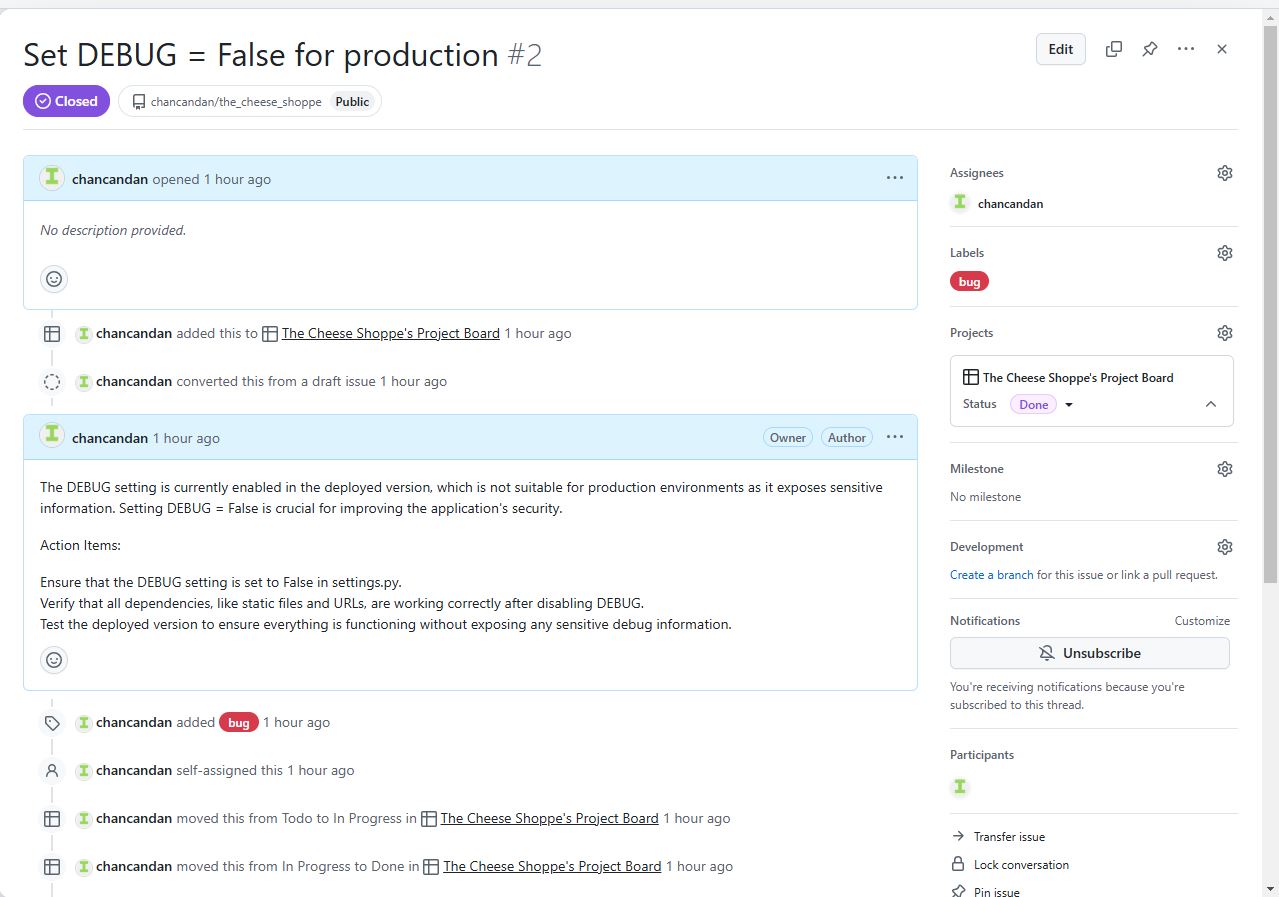 Set DEBUG = False for production #2
Edit
Closed
chancandan/the_cheese_shoppe Public
chancandan opened 1 hour ago
No description provided.
chancandan added this to The Cheese Shoppe's Project Board 1 hour ago
chancandan converted this from a draft issue 1 hour ago
chancandan 1 hour ago
Owner
Author
The DEBUG setting is currently enabled in the deployed version, which is not suitable for production environments as it exposes sensitive
information. Setting DEBUG = False is crucial for improving the application's security.
Action Items:
Ensure that the DEBUG setting is set to False in settings.py.
Verify that all dependencies, like static files and URLs, are working correctly after disabling DEBUG.
Test the deployed version to ensure everything is functioning without exposing any sensitive debug information.
chancandan added bug 1 hour ago
chancandan self-assigned this 1 hour ago
chancandan moved this from Todo to In Progress in The Cheese Shoppe's Project Board 1 hour ago
chancandan moved this from In Progress to Done in The Cheese Shoppe's Project Board 1 hour ago
Assignees
chancandan
Labels
bug
Projects
The Cheese Shoppe's Project Board
Status Done
Milestone
No milestone
Development
Create a branch for this issue or link a pull request.
Notifications
Customize
Unsubscribe
You're receiving notifications because you're
subscribed to this thread.
Participants
Transfer issue
Lock conversation
Pin issue